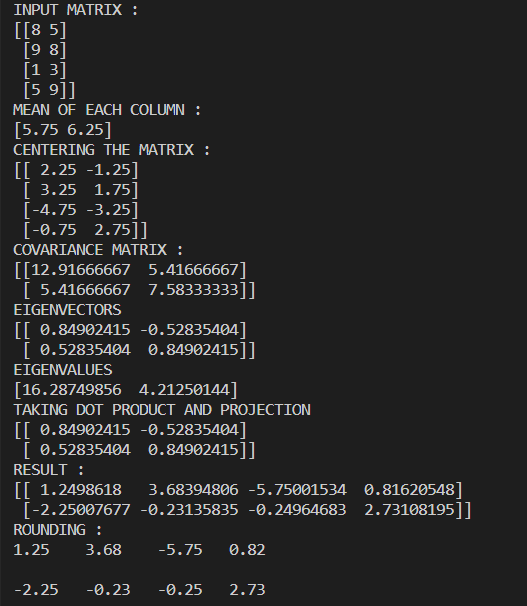 INPUT MATRIX :
[[8 5]
 [9 8]
 [1 3]
 [5 9]]
MEAN OF EACH COLUMN :
[5.75 6.25]
CENTERING THE MATRIX :
[[ 2.25 -1.25]
 [ 3.25  1.75]
 [-4.75 -3.25]
 [-0.75  2.75]]
COVARIANCE MATRIX :
[[12.91666667  5.41666667]
 [ 5.41666667  7.58333333]]
EIGENVECTORS
[[ 0.84902415 -0.52835404]
 [ 0.52835404  0.84902415]]
EIGENVALUES
[16.28749856  4.21250144]
TAKING DOT PRODUCT AND PROJECTION
[[ 0.84902415 -0.52835404]
 [ 0.52835404  0.84902415]]
RESULT :
[[ 1.2498618   3.68394806 -5.75001534  0.81620548]
 [-2.25007677 -0.23135835 -0.24964683  2.73108195]]
ROUNDING :
1.25    3.68    -5.75   0.82
-2.25   -0.23   -0.25   2.73